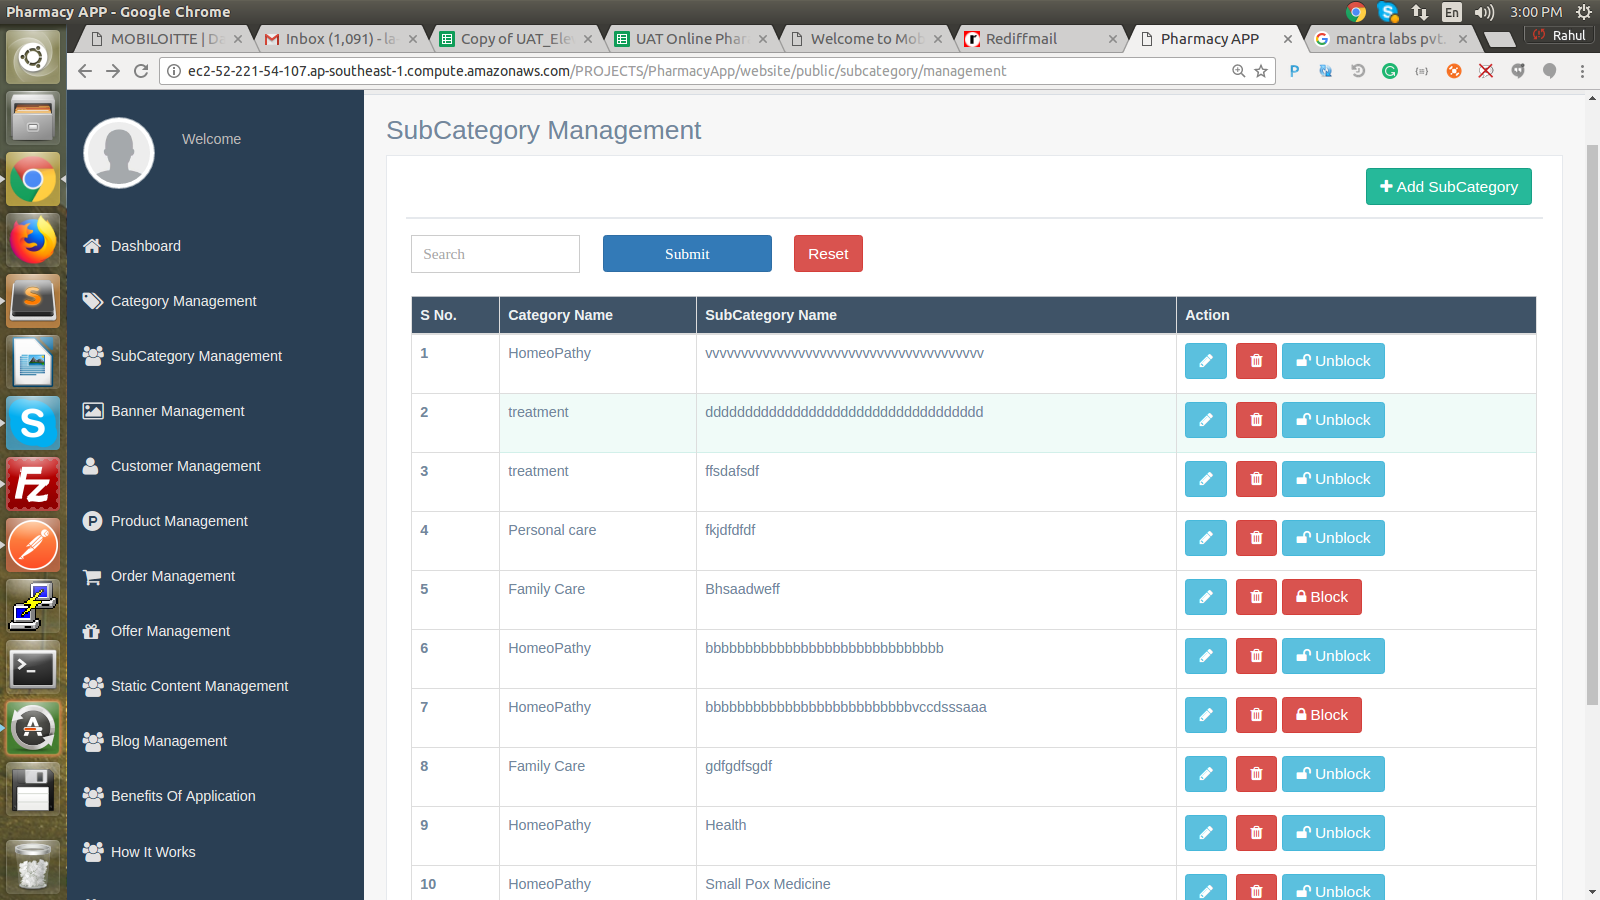 Pharmacy APP - Google Chrome
En
3:00 PM
MOBILOITTE | Da
Inbox (1,091) - la
Copy of UAT_Ele
UAT Online Phar
Welcome to Mob
Rediffmail
Pharmacy APP
mantra labs pvt.
Rahul
ec2-52-221-54-107.ap-southeast-1.compute.amazonaws.com/PROJECTS/PharmacyApp/website/public/subcategory/management
Welcome
Dashboard
Category Management
SubCategory Management
Banner Management
Customer Management
Product Management
Order Management
Offer Management
Static Content Management
Blog Management
Benefits Of Application
How It Works
SubCategory Management
Add SubCategory
Search
Submit
Reset
S No. Category Name SubCategory Name Action
1 HomeoPathy vvvvvvvvvvvvvvvvvvvvvvvvvvvvvvvvvvvvvvv Unblock
2 treatment ddddddddddddddddddddddddddddddddddd Unblock
3 treatment ffsdafsdf Unblock
4 Personal care fkjdfdfdf Unblock
5 Family Care Bhsaadweff Block
6 HomeoPathy bbbbbbbbbbbbbbbbbbbbbbbbbbbbbb Unblock
7 HomeoPathy bbbbbbbbbbbbbbbbbbbbbbbbbbvccdsssaaa Block
8 Family Care gdfgdfsgdf Unblock
9 HomeoPathy Health Unblock
10 HomeoPathy Small Pox Medicine Unblock